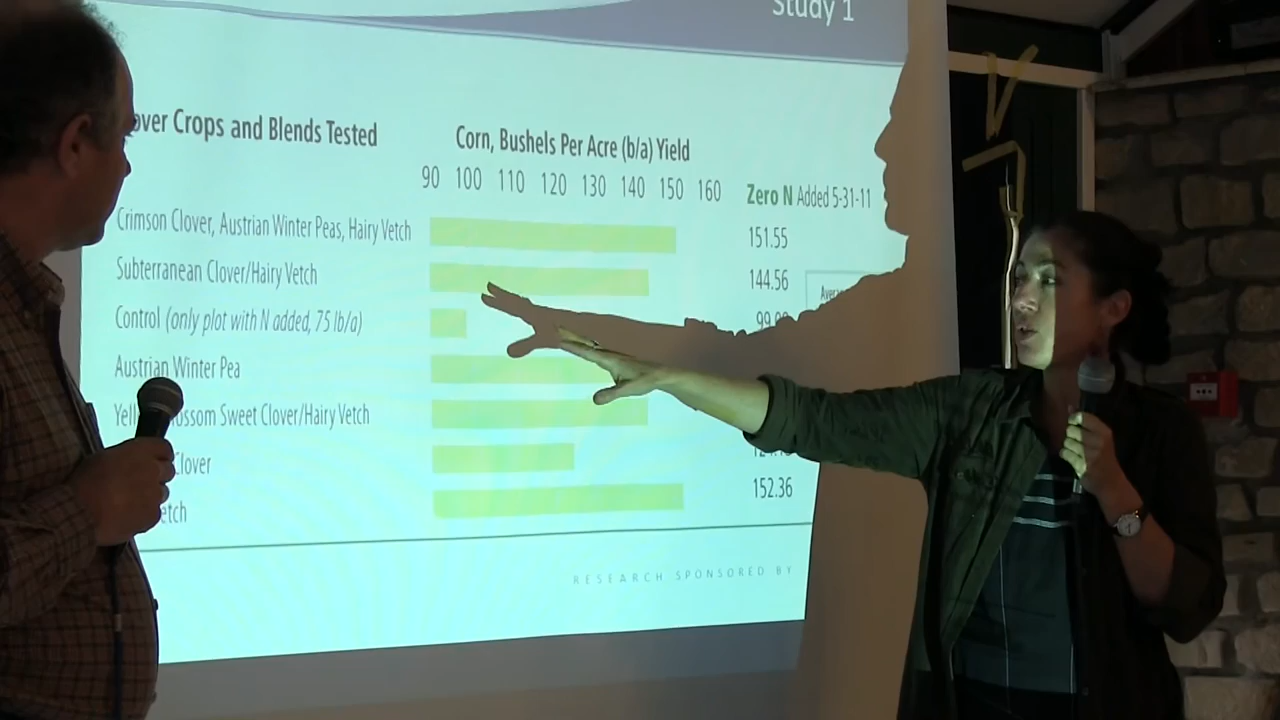 Study 1
over Crops and Blends Tested
Corn, Bushels Per Acre (b/a) Yield
90 100 110 120 130 140 150 160
Zero N Added 5-31-11
Crimson Clover, Austrian Winter Peas, Hairy Vetch 151.55
Subterranean Clover/Hairy Vetch 144.56
Control (only plot with N added, 75 lb/a)
Austrian Winter Pea
Yell ossom Sweet Clover/Hairy Vetch
Clover
etch 152.36
RESEARCH SPONSORED BY